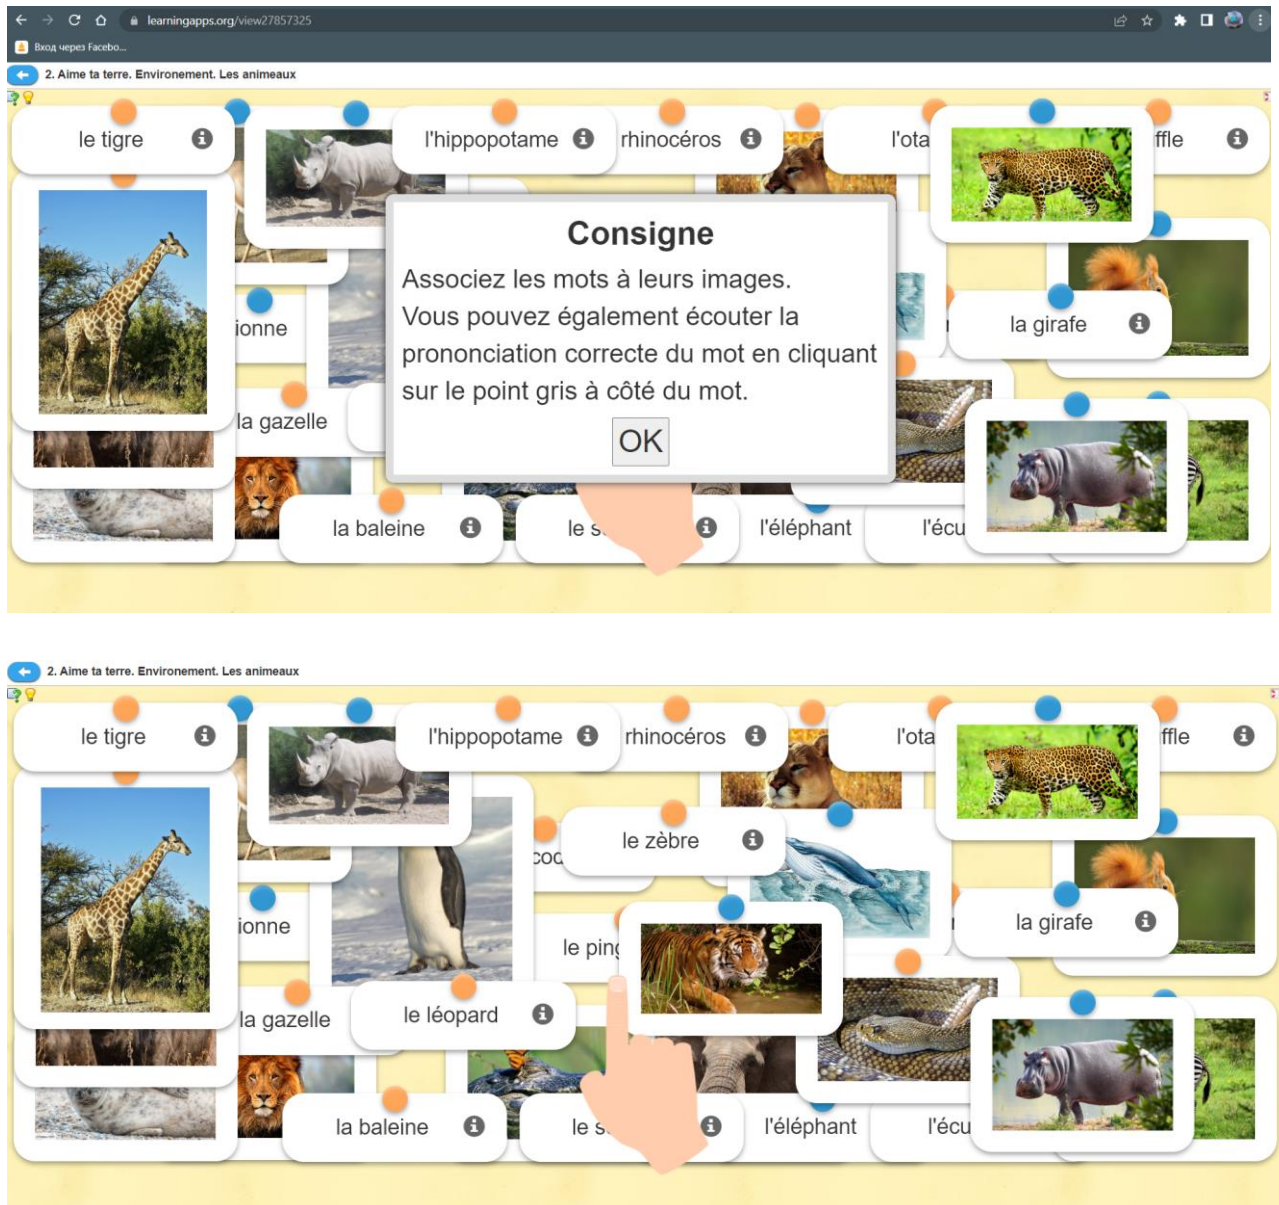 learningapps.org/view27857325
Вход через Facebo...
2. Aime ta terre. Environement. Les animeaux
le tigre
l'hippopotame
rhinocéros
l'ota
ffle
Consigne
Associez les mots à leurs images.
Vous pouvez également écouter la
prononciation correcte du mot en cliquant
sur le point gris à côté du mot.
OK
ionne
la girafe
la gazelle
la baleine
le s
l'éléphant
l'écu
2. Aime ta terre. Environement. Les animeaux
le tigre
l'hippopotame
rhinocéros
l'ota
ffle
le zèbre
coc
ionne
le ping
la girafe
la gazelle
le léopard
la baleine
le s
l'éléphant
l'écu